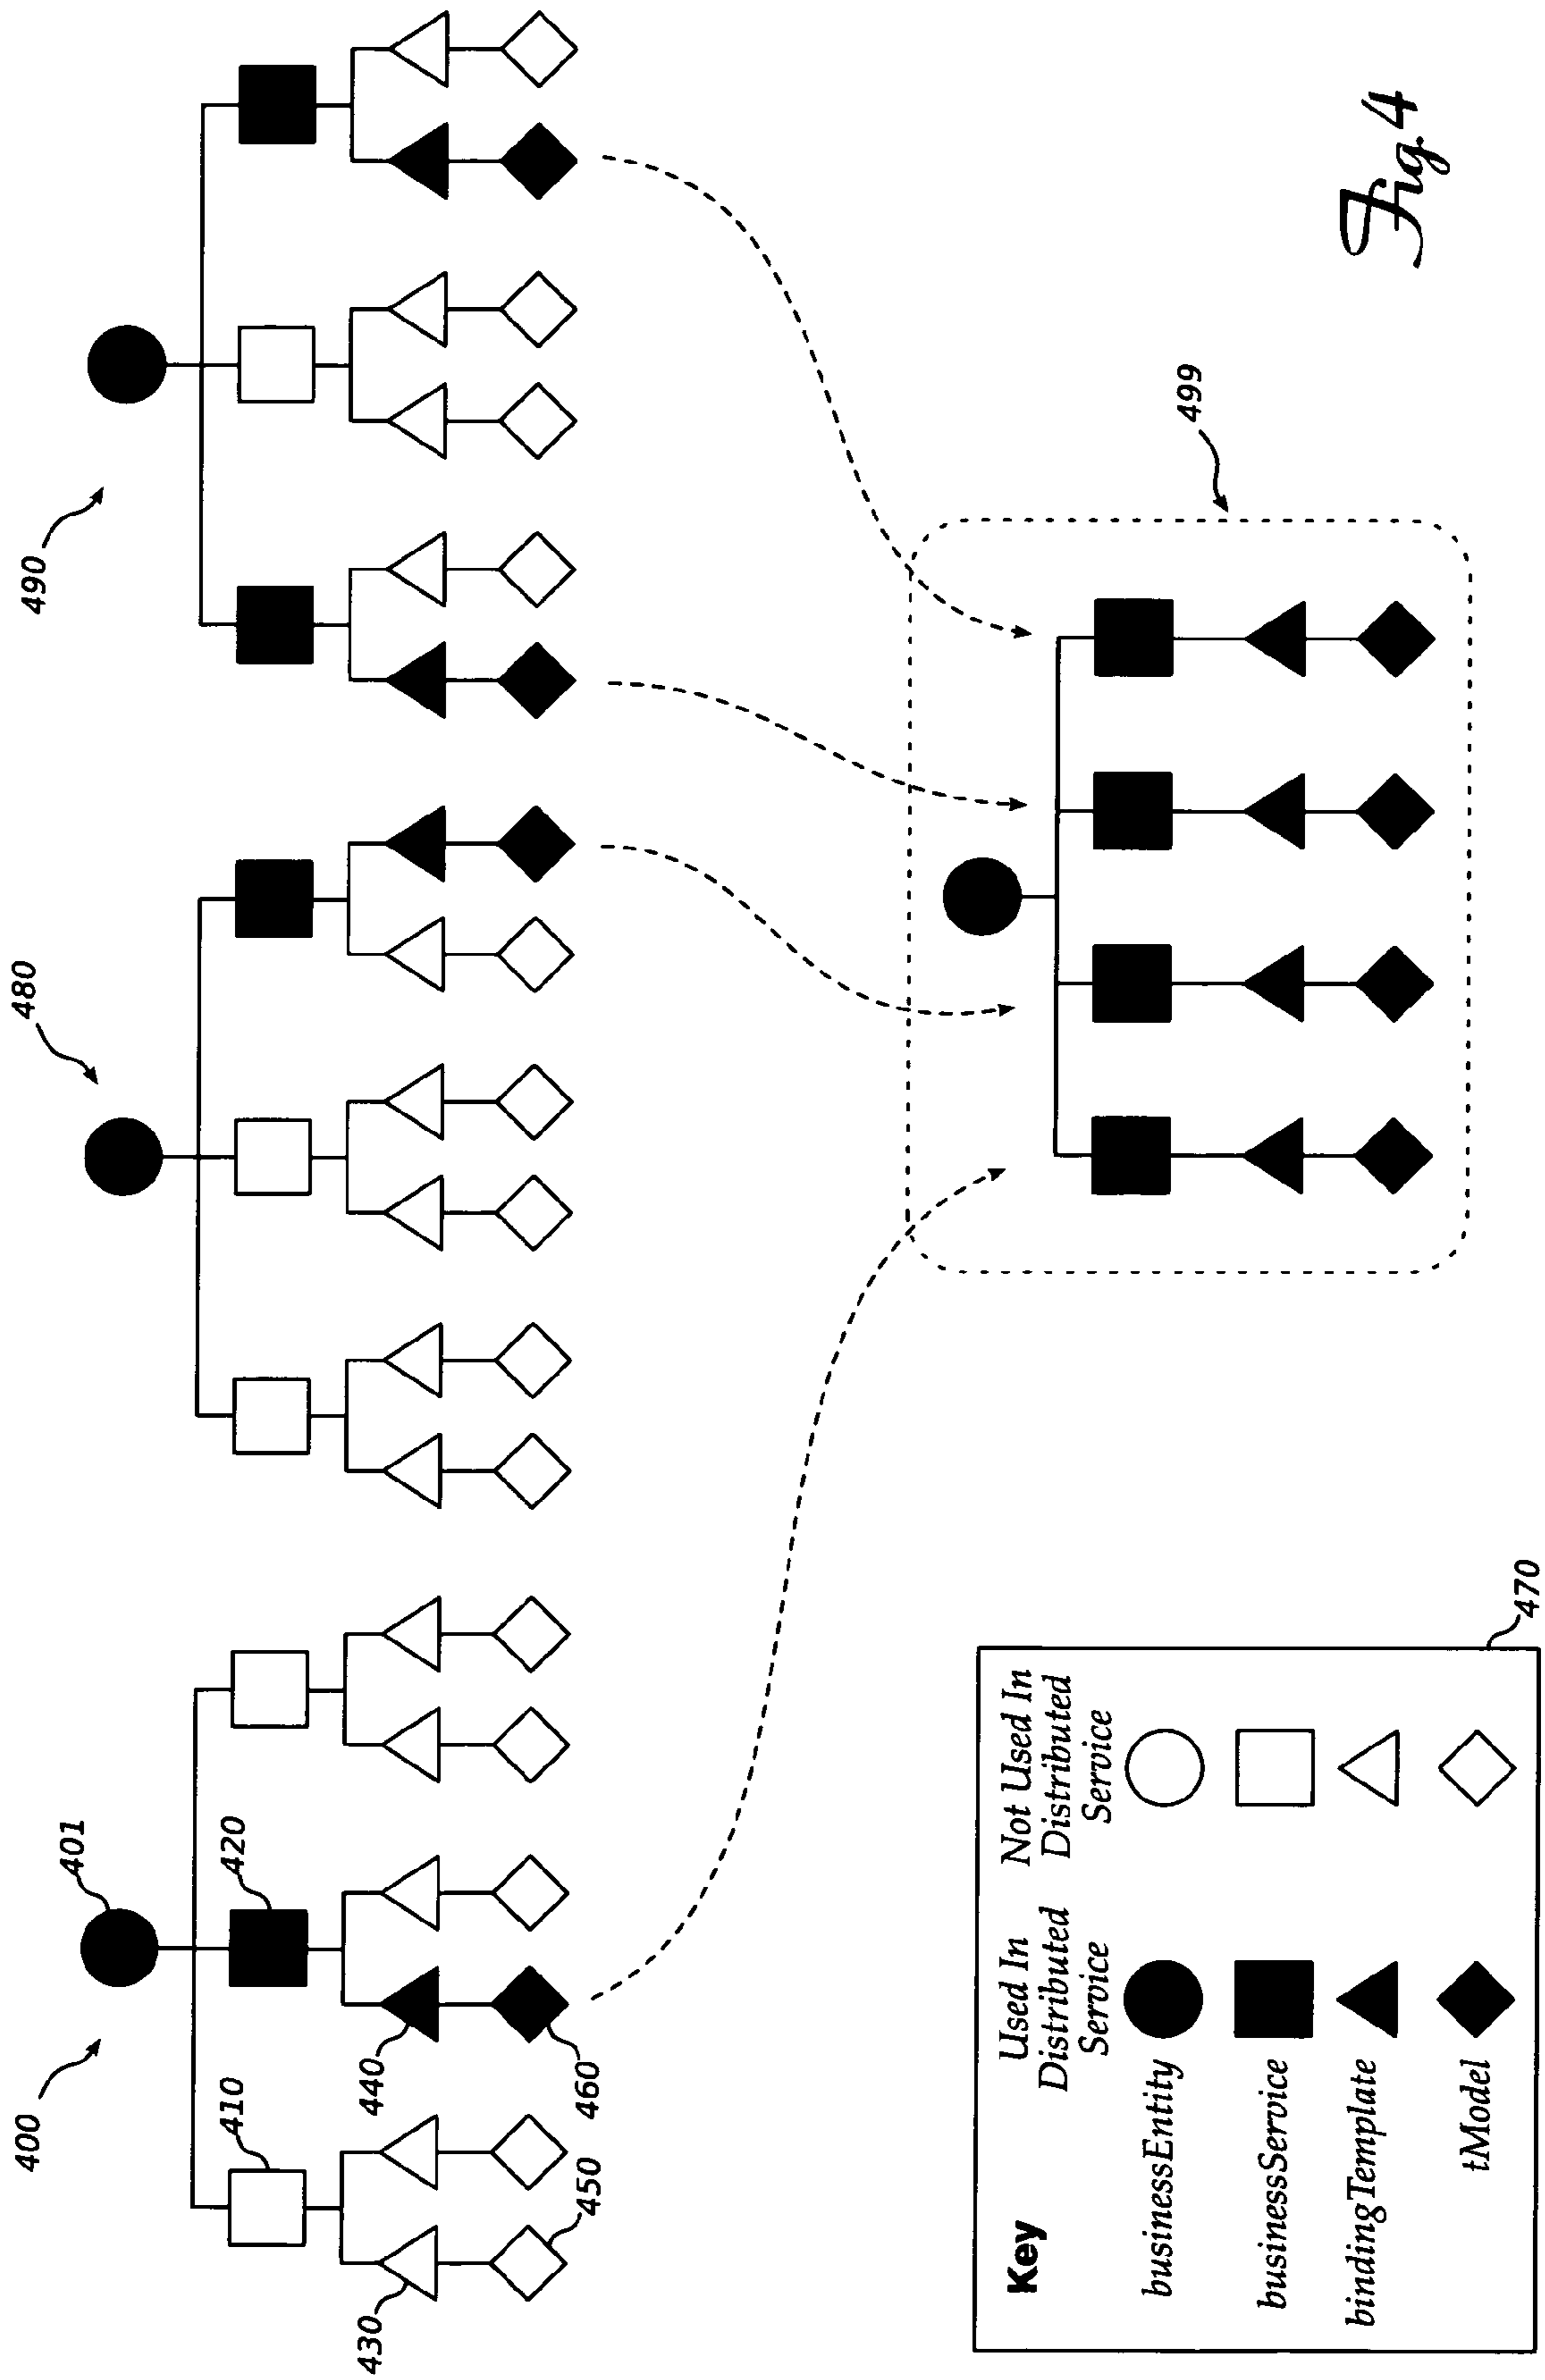 400
401
480
490
410
420
430
440
450
460
499
Key
Used In
Distributed
Service
Not Used In
Distributed
Service
businessEntity
businessService
bindingTemplate
tModel
470
Fig. 4